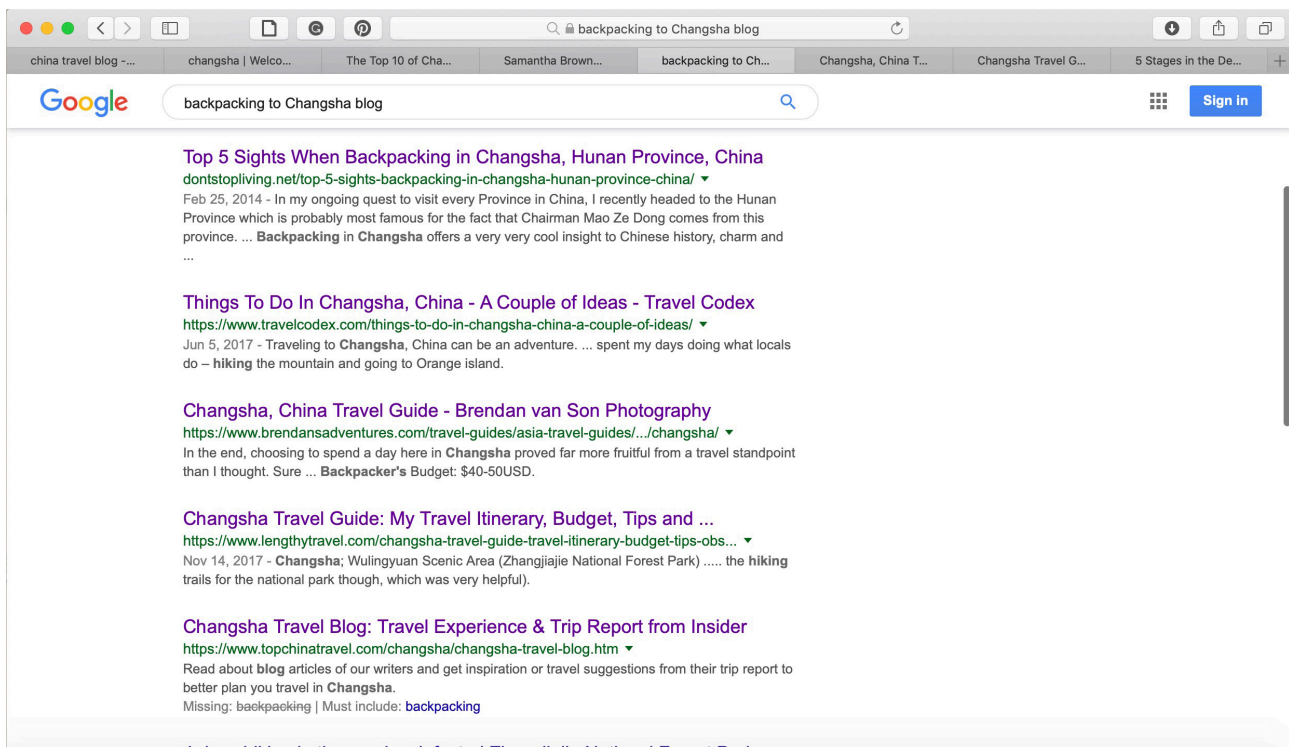 backpacking to Changsha blog
china travel blog -...
changsha | Welco...
The Top 10 of Cha...
Samantha Brown...
backpacking to Ch...
Changsha, China T...
Changsha Travel G...
5 Stages in the De...
Google
backpacking to Changsha blog
Sign in
Top 5 Sights When Backpacking in Changsha, Hunan Province, China
dontstopliving.net/top-5-sights-backpacking-in-changsha-hunan-province-china/
Feb 25, 2014 - In my ongoing quest to visit every Province in China, I recently headed to the Hunan
Province which is probably most famous for the fact that Chairman Mao Ze Dong comes from this
province. ... Backpacking in Changsha offers a very very cool insight to Chinese history, charm and
...
Things To Do In Changsha, China - A Couple of Ideas - Travel Codex
https://www.travelcodex.com/things-to-do-in-changsha-china-a-couple-of-ideas/
Jun 5, 2017 - Traveling to Changsha, China can be an adventure. ... spent my days doing what locals
do – hiking the mountain and going to Orange island.
Changsha, China Travel Guide - Brendan van Son Photography
https://www.brendansadventures.com/travel-guides/asia-travel-guides/.../changsha/
In the end, choosing to spend a day here in Changsha proved far more fruitful from a travel standpoint
than I thought. Sure ... Backpacker's Budget: $40-50USD.
Changsha Travel Guide: My Travel Itinerary, Budget, Tips and ...
https://www.lengthytravel.com/changsha-travel-guide-travel-itinerary-budget-tips-obs...
Nov 14, 2017 - Changsha; Wulingyuan Scenic Area (Zhangjiajie National Forest Park) ..... the hiking
trails for the national park though, which was very helpful).
Changsha Travel Blog: Travel Experience & Trip Report from Insider
https://www.topchinatravel.com/changsha/changsha-travel-blog.htm
Read about blog articles of our writers and get inspiration or travel suggestions from their trip report to
better plan you travel in Changsha.
Missing: backpacking | Must include: backpacking